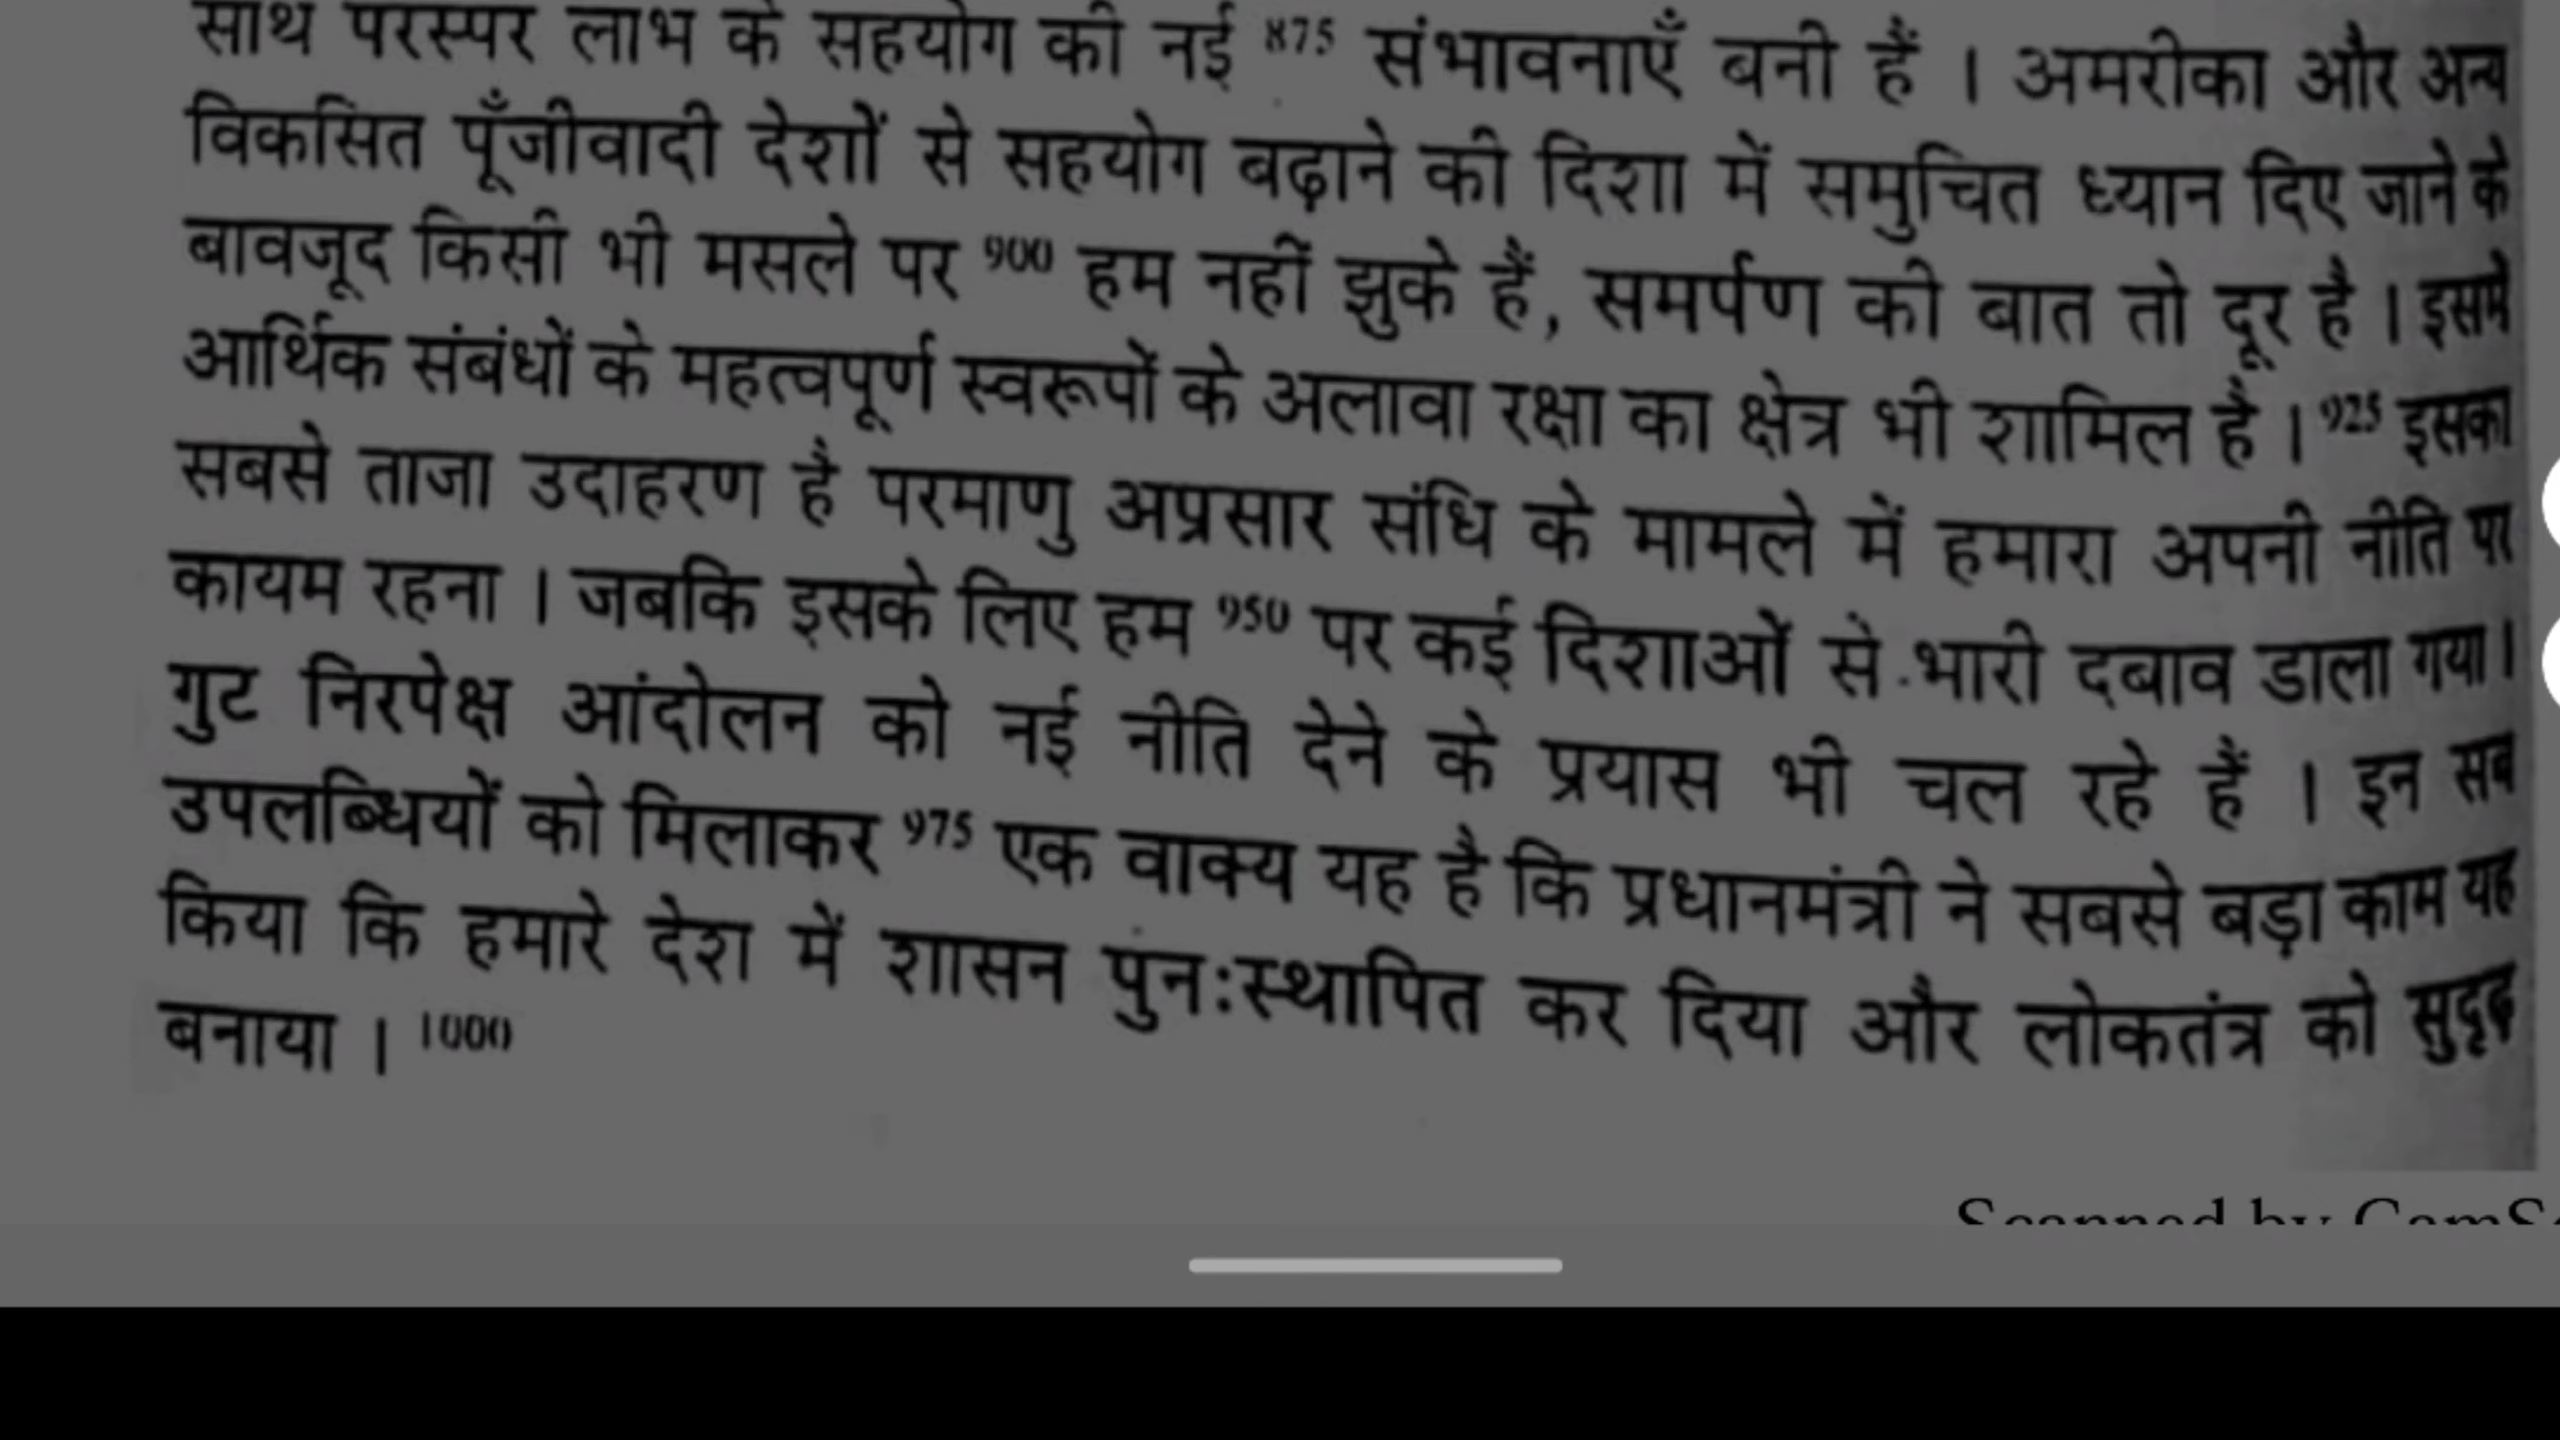 साथ परस्पर लाभ के सहयोग की नई 875 संभावनाएँ बनी हैं । अमरीका और अन्य
विकसित पूँजीवादी देशों से सहयोग बढ़ाने की दिशा में समुचित ध्यान दिए जाने के
बावजूद किसी भी मसले पर 900 हम नहीं झुके हैं, समर्पण की बात तो दूर है । इसमें
आर्थिक संबंधों के महत्वपूर्ण स्वरूपों के अलावा रक्षा का क्षेत्र भी शामिल है । 925 इसका
सबसे ताजा उदाहरण है परमाणु अप्रसार संधि के मामले में हमारा अपनी नीति पर
कायम रहना । जबकि इसके लिए हम 950 पर कई दिशाओं से भारी दबाव डाला गया।
गुट निरपेक्ष आंदोलन को नई नीति देने के प्रयास भी चल रहे हैं । इन सब
उपलब्धियों को मिलाकर 975 एक वाक्य यह है कि प्रधानमंत्री ने सबसे बड़ा काम यह
किया कि हमारे देश में शासन पुनःस्थापित कर दिया और लोकतंत्र को सुदृढ़
बनाया । 1000
Scanned by CamS